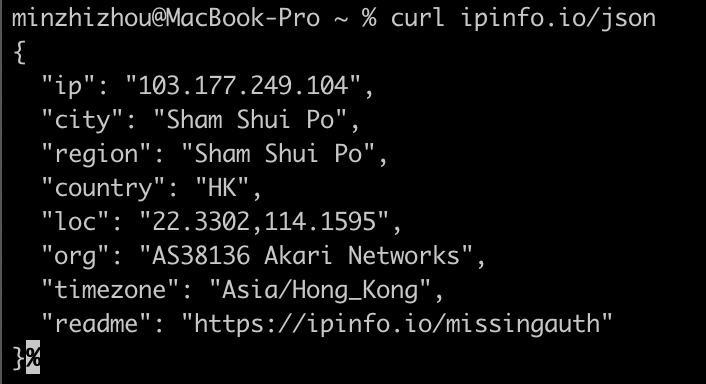 minzhizhou@MacBook-Pro ~ % curl ipinfo.io/json
{
  "ip": "103.177.249.104",
  "city": "Sham Shui Po",
  "region": "Sham Shui Po",
  "country": "HK",
  "loc": "22.3302,114.1595",
  "org": "AS38136 Akari Networks",
  "timezone": "Asia/Hong_Kong",
  "readme": "https://ipinfo.io/missingauth"
}%